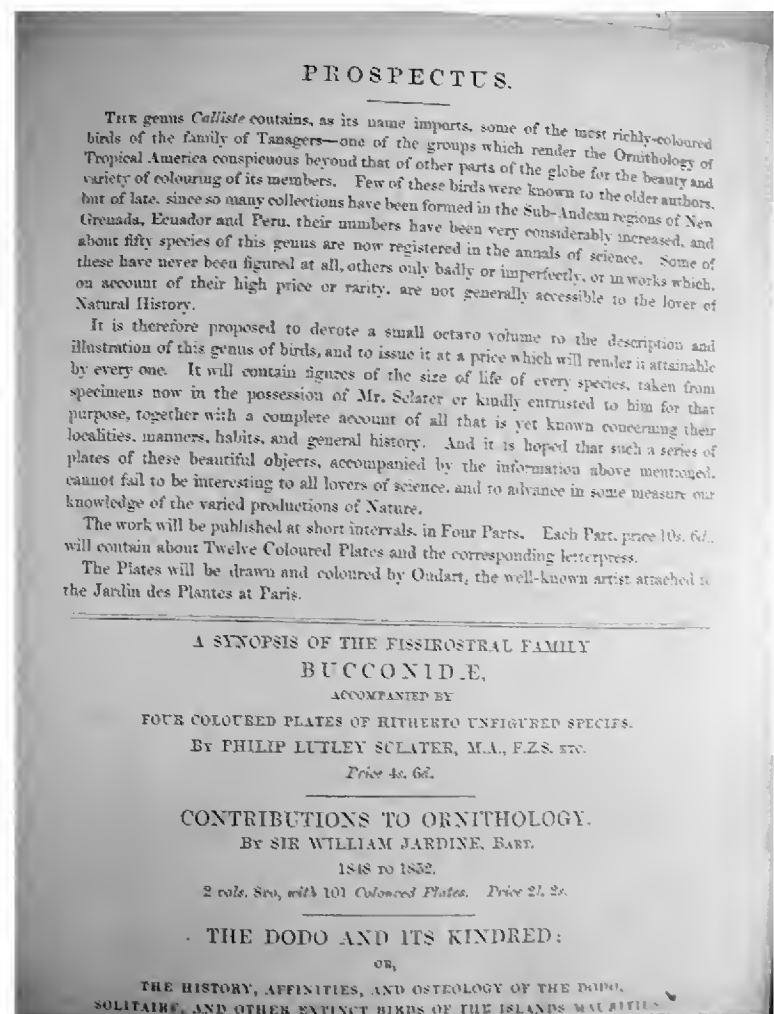 PROSPECTUS.
THE genus Calliste contains, as its name imports, some of the most richly-coloured
birds of the family of Tanagers—one of the groups which render the Ornithology of
Tropical America conspicuous beyond that of other parts of the globe for the beauty and
variety of colouring of its members. Few of these birds were known to the older authors,
but of late, since so many collections have been formed in the Sub-Andean regions of New
Grenada, Ecuador and Peru, their numbers have been very considerably increased, and
about fifty species of this genus are now registered in the annals of science. Some of
these have never been figured at all, others only badly or imperfectly, or in works which,
on account of their high price or rarity, are not generally accessible to the lover of
Natural History.
It is therefore proposed to devote a small octavo volume to the description and
illustration of this genus of birds, and to issue it at a price which will render it attainable
by every one. It will contain figures of the size of life of every species, taken from
specimens now in the possession of Mr. Sclater or kindly entrusted to him for that
purpose, together with a complete account of all that is yet known concerning their
localities, manners, habits, and general history. And it is hoped that such a series of
plates of these beautiful objects, accompanied by the information above mentioned,
cannot fail to be interesting to all lovers of science, and to advance in some measure our
knowledge of the varied productions of Nature.
The work will be published at short intervals, in Four Parts. Each Part, price 10s. 6d.,
will contain about Twelve Coloured Plates and the corresponding letterpress.
The Plates will be drawn and coloured by Oudart, the well-known artist attached to
the Jardin des Plantes at Paris.
A SYNOPSIS OF THE FISSIROSTRAL FAMILY
BUCCONIDÆ,
ACCOMPANIED BY
FOUR COLOURED PLATES OF HITHERTO UNFIGURED SPECIES.
BY PHILIP LUTLEY SCLATER, M.A., F.Z.S. ETC.
Price 4s. 6d.
CONTRIBUTIONS TO ORNITHOLOGY.
BY SIR WILLIAM JARDINE, BART.
1848 TO 1852.
2 vols. 8vo, with 101 Coloured Plates. Price 2l. 2s.
THE DODO AND ITS KINDRED:
OR,
THE HISTORY, AFFINITIES, AND OSTEOLOGY OF THE DODO,
SOLITAIRE, AND OTHER EXTINCT BIRDS OF THE ISLANDS MAURITIUS